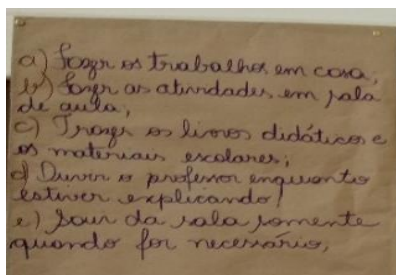 a) Fazer os trabalhos em casa;
b) Fazer as atividades em sala
de aula;
c) Trazer os livros didáticos e
os materiais escolares;
d) Ouvir o professor enquanto
estiver explicando;
e) Sair da sala somente
quando for necessário;